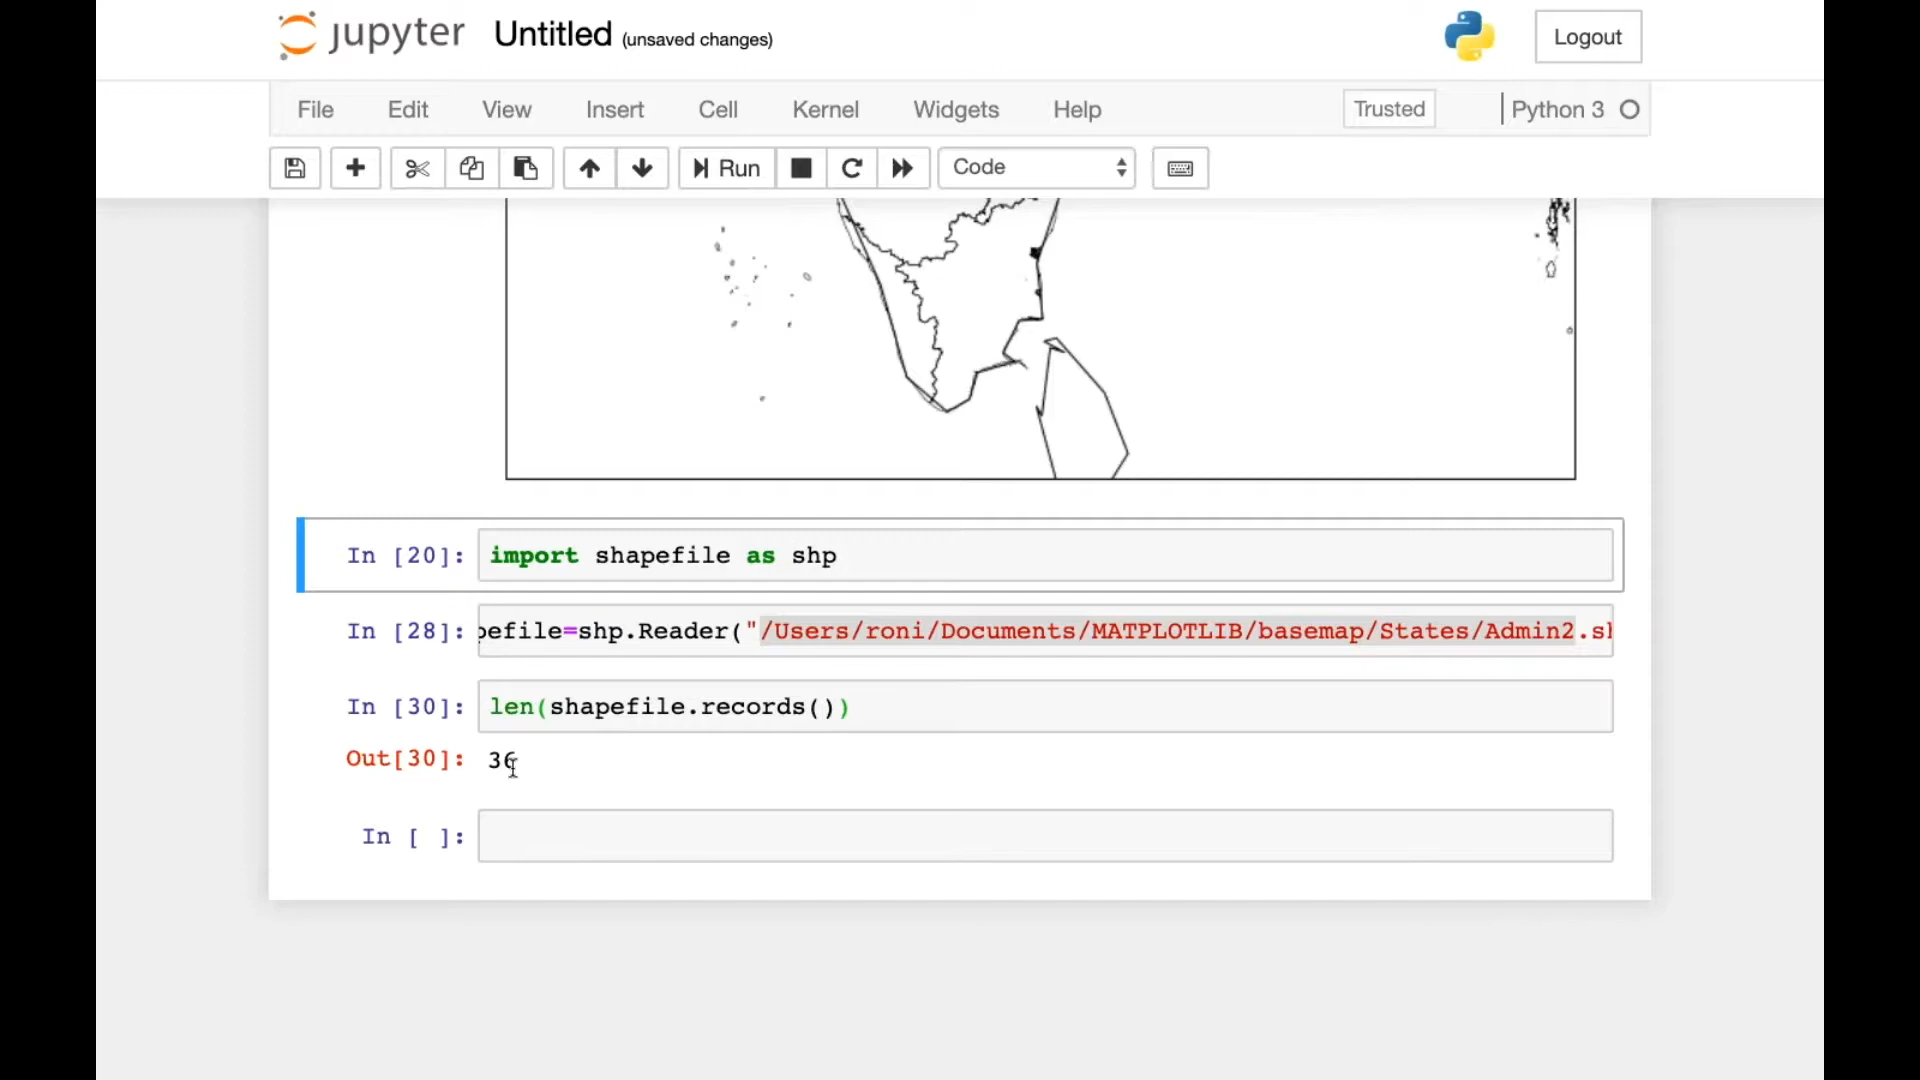 jupyter Untitled (unsaved changes) Logout
File Edit View Insert Cell Kernel Widgets Help Trusted Python 3
Run Code
In [20]: import shapefile as shp
In [28]: pefile=shp.Reader("/Users/roni/Documents/MATPLOTLIB/basemap/States/Admin2.sh
In [30]: len(shapefile.records())
Out[30]: 36
In [ ]: